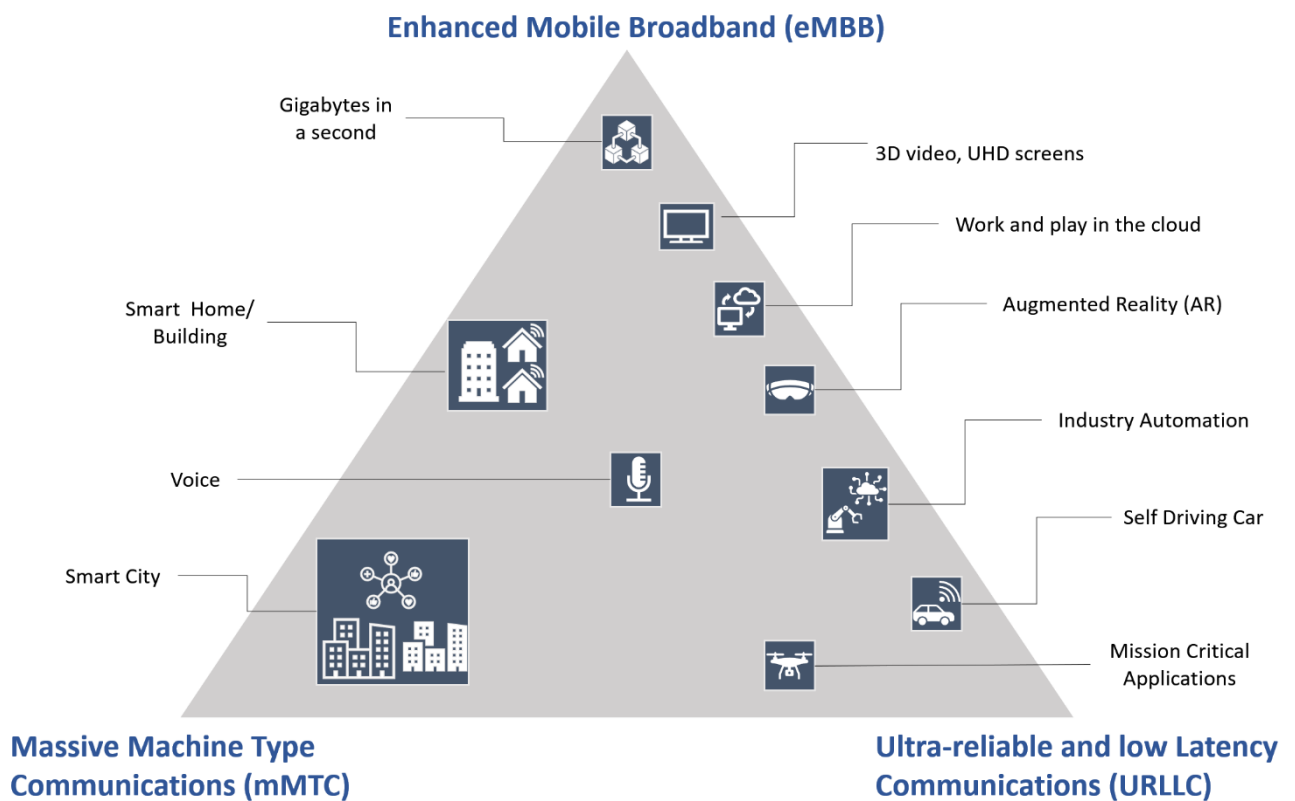 Enhanced Mobile Broadband (eMBB)
Gigabytes in
a second
3D video, UHD screens
Work and play in the cloud
Smart Home/
Building
Augmented Reality (AR)
Industry Automation
Voice
Self Driving Car
Smart City
Mission Critical
Applications
Massive Machine Type
Communications (mMTC)
Ultra-reliable and low Latency
Communications (URLLC)